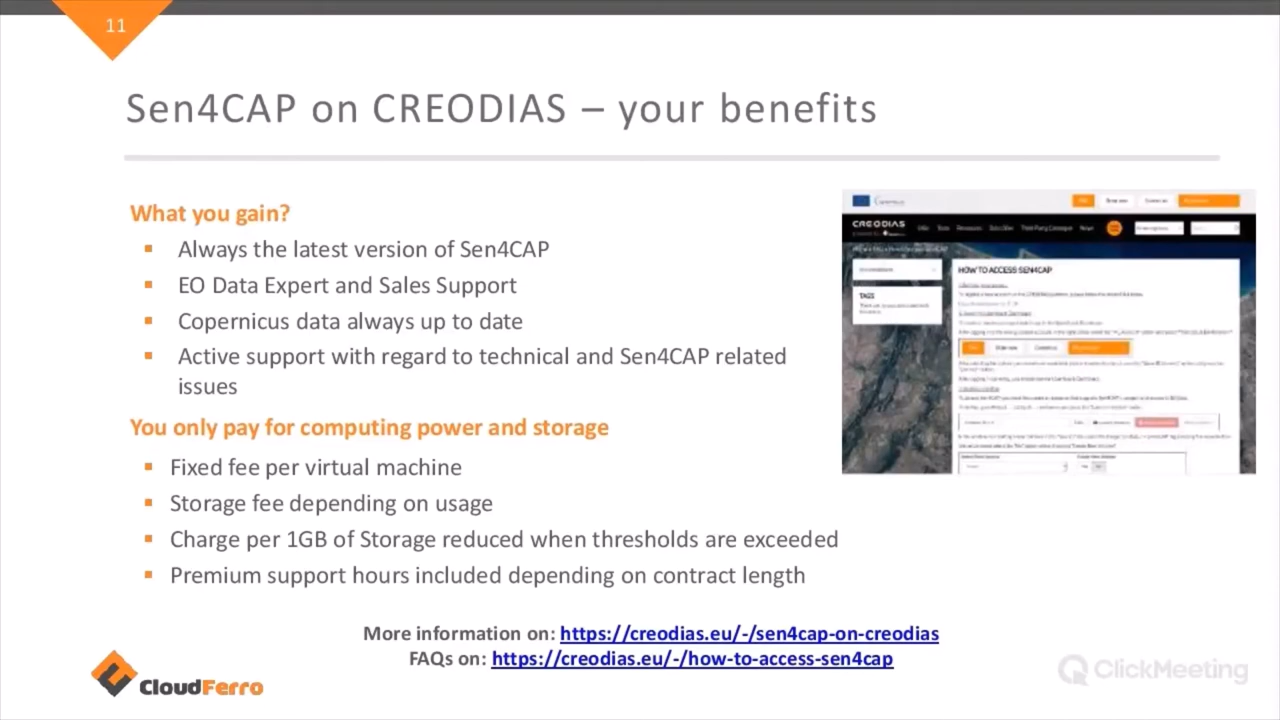 11
Sen4CAP on CREODIAS – your benefits
What you gain?
Always the latest version of Sen4CAP
EO Data Expert and Sales Support
Copernicus data always up to date
Active support with regard to technical and Sen4CAP related
issues
You only pay for computing power and storage
Fixed fee per virtual machine
Storage fee depending on usage
Charge per 1GB of Storage reduced when thresholds are exceeded
Premium support hours included depending on contract length
CREODIAS
HOW TO ACCESS SEN4CAP
TAGS
More information on: https://creodias.eu/-/sen4cap-on-creodias
FAQs on: https://creodias.eu/-/how-to-access-sen4cap
CloudFerro
ClickMeeting